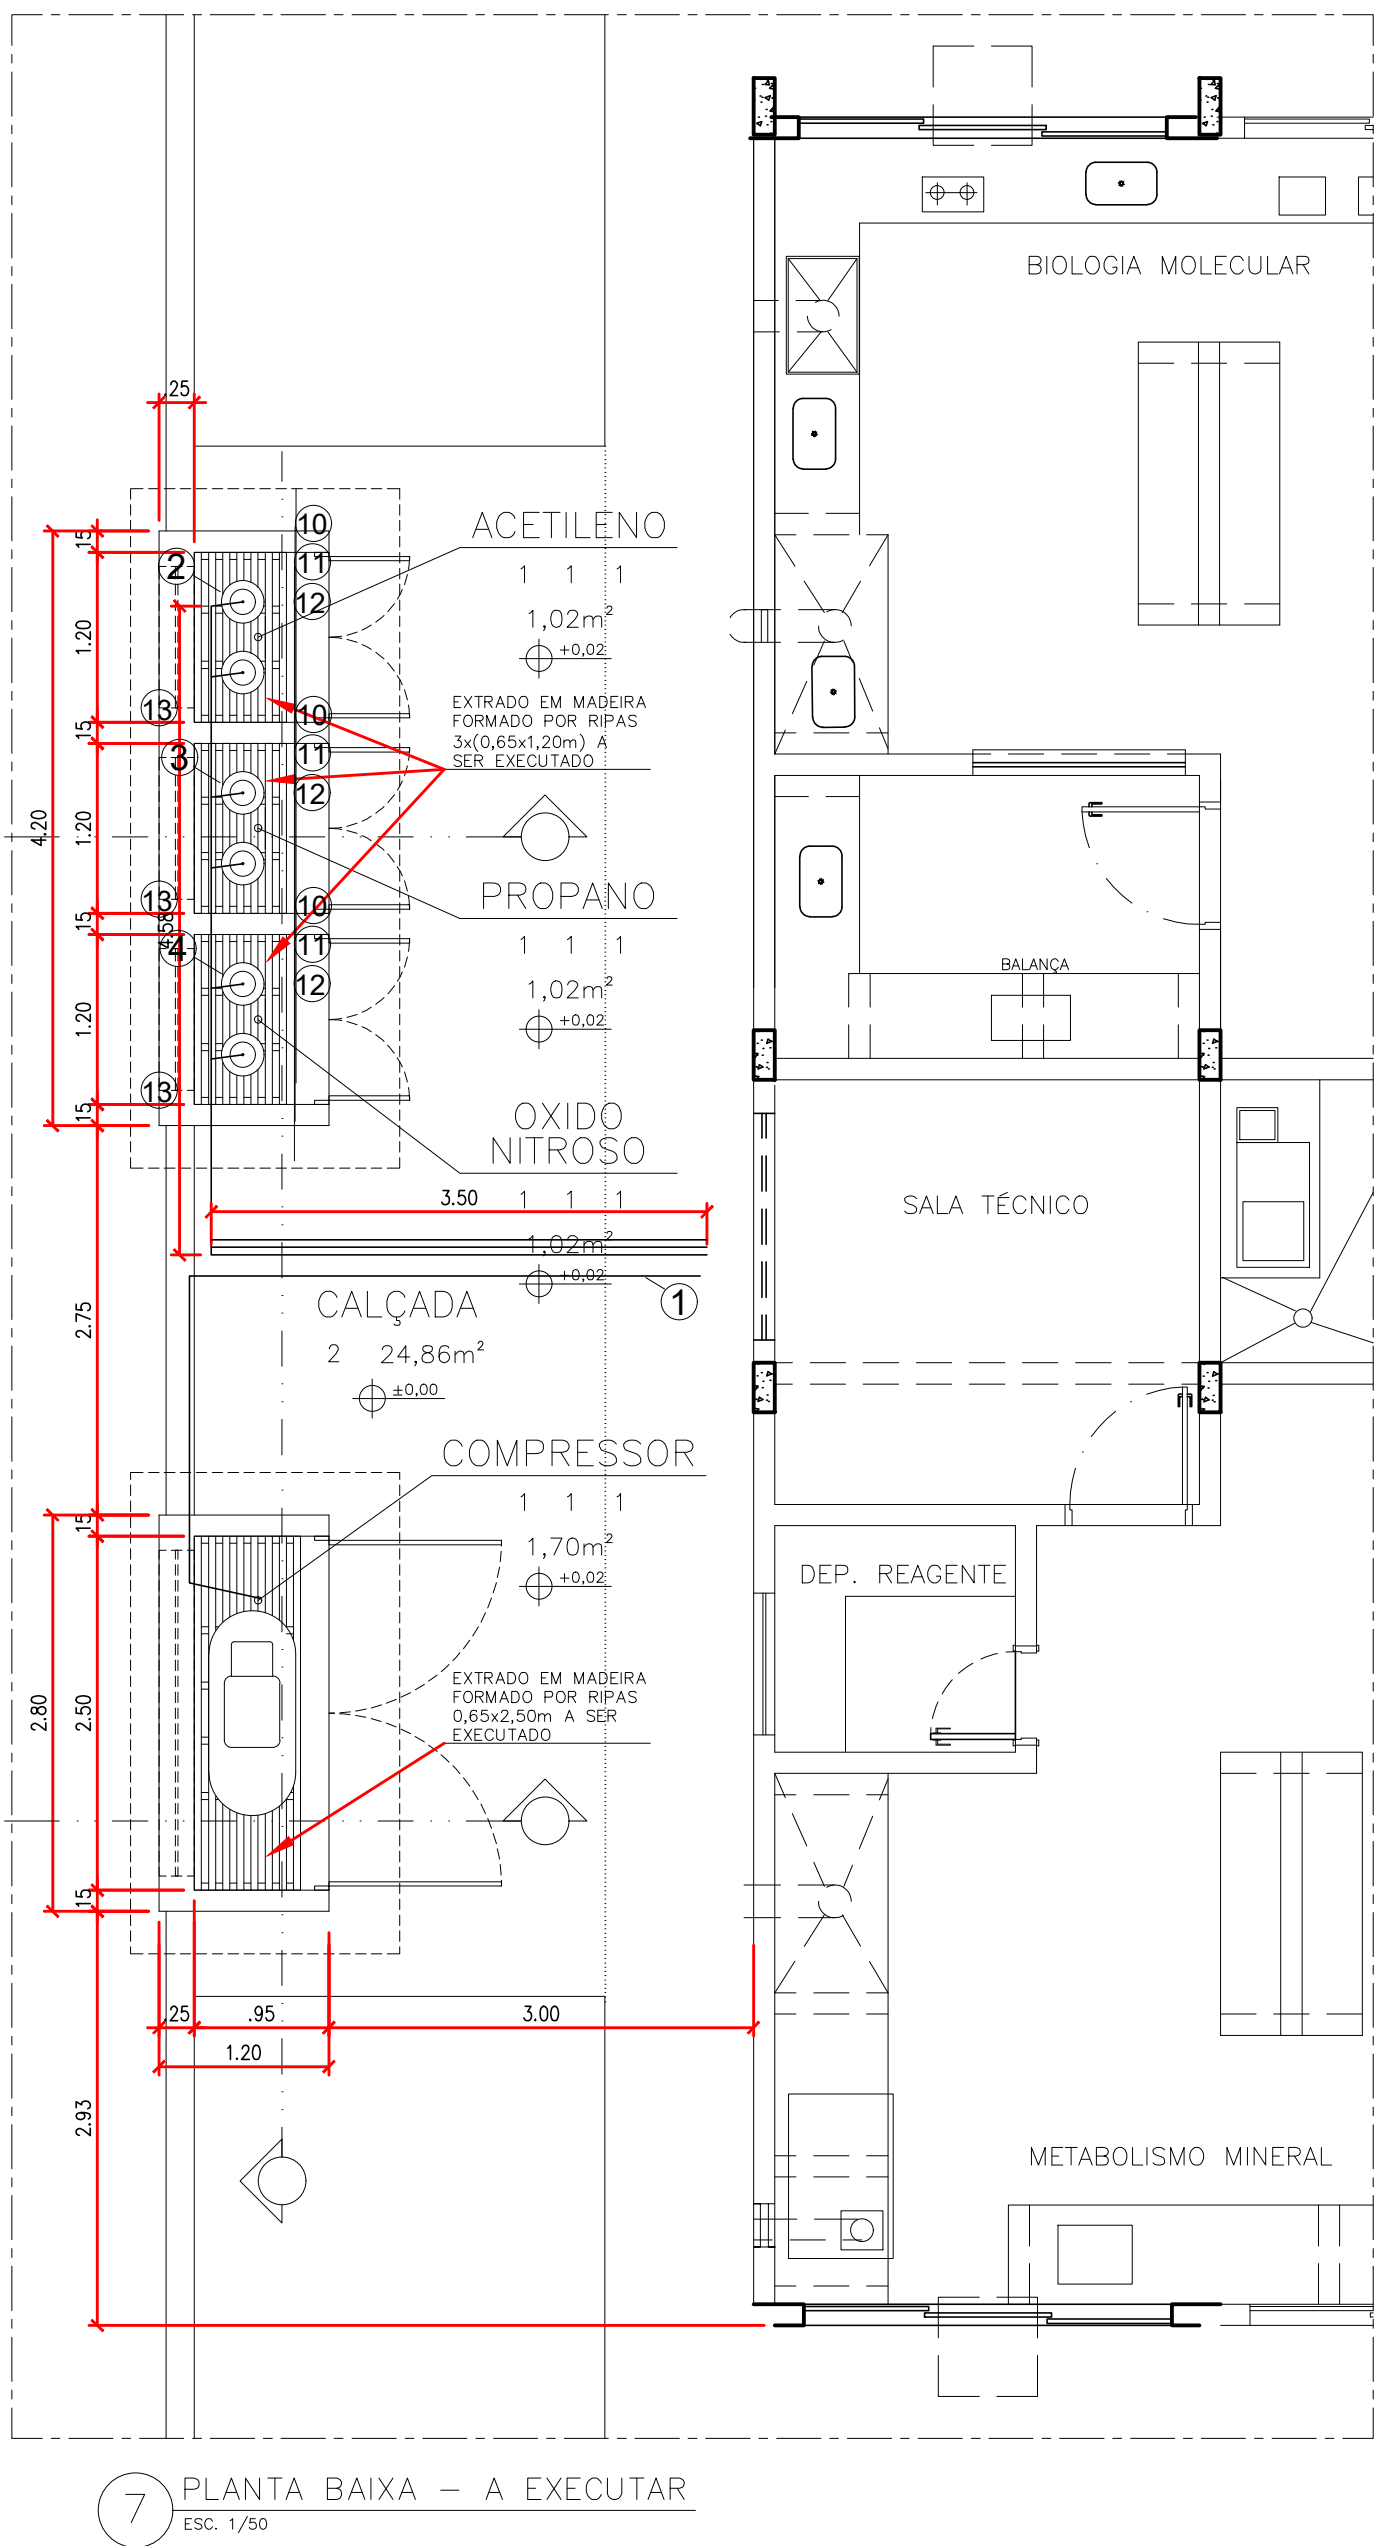 BIOLOGIA MOLECULAR
.25
ACETILENO
1 1 1
1,02m²
+0,02
EXTRADO EM MADEIRA
FORMADO POR RIPAS
3x(0,65x1,20m) A
SER EXECUTADO
10
11
12
2
13
15
1.20
15
10
11
12
3
13
4.20
1.20
4.58
PROPANO
1 1 1
1,02m²
+0,02
15
10
11
12
4
13
1.20
15
BALANÇA
OXIDO
NITROSO
1 1 1
1,02m²
+0,02
3.50
SALA TÉCNICO
1
2.75
CALÇADA
2 24,86m²
±0,00
COMPRESSOR
1 1 1
1,70m²
+0,02
DEP. REAGENTE
15
2.80
2.50
15
EXTRADO EM MADEIRA
FORMADO POR RIPAS
0,65x2,50m A SER
EXECUTADO
.25
.95
3.00
1.20
2.93
METABOLISMO MINERAL
7
PLANTA BAIXA – A EXECUTAR
ESC. 1/50